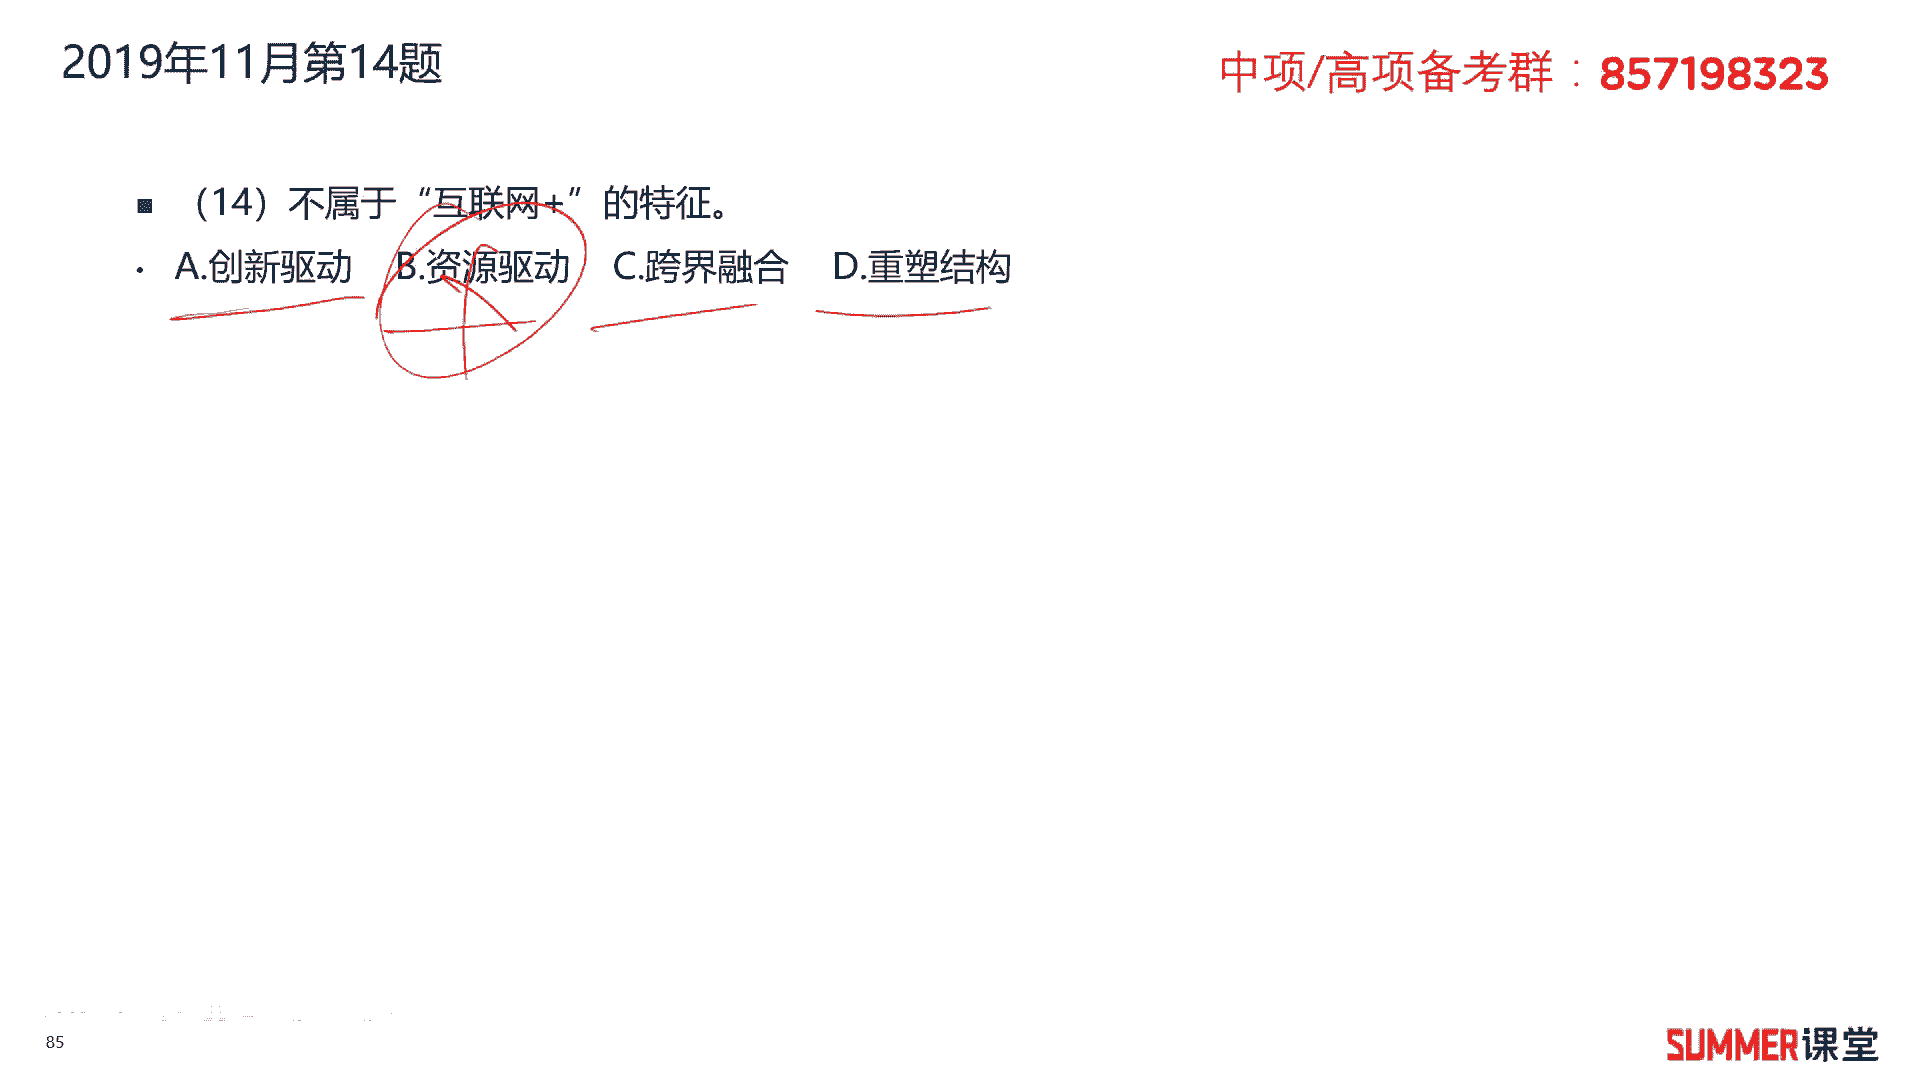 2019年11月第14题
中项/高项备考群：857198323
■ （14）不属于“互联网+”的特征。
• A.创新驱动 B.资源驱动 C.跨界融合 D.重塑结构
85
SUMMER课堂